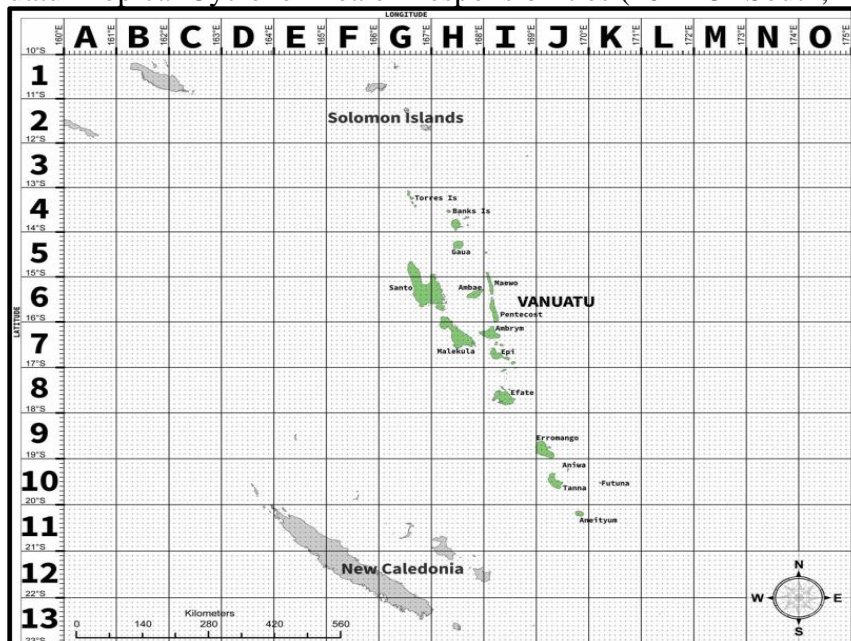 LONGITUDE
160°E 161°E 162°E 163°E 164°E 165°E 166°E 167°E 168°E 169°E 170°E 171°E 172°E 173°E 174°E 175°E
A B C D E F G H I J K L M N O
LATITUDE
10°S
1
11°S
Solomon Islands
2
12°S
3
13°S
Torres Is
4
Banks Is
14°S
5
Gaua
15°S
Maewo
Santo
Ambae
6
VANUATU
Pentecost
16°S
Ambrym
7
Malekula
Epi
17°S
8
Efate
18°S
9
Erromango
19°S
Aniwa
10
Tanna
Futuna
20°S
11
Aneityum
21°S
12
New Caledonia
N
W E
S
22°S
13
Kilometers
0 140 280 420 560
23°S